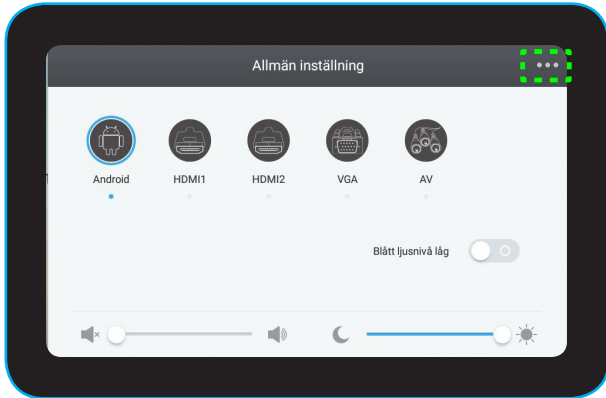 Allmän inställning
Android HDMI1 HDMI2 VGA AV
Blått ljusnivå låg